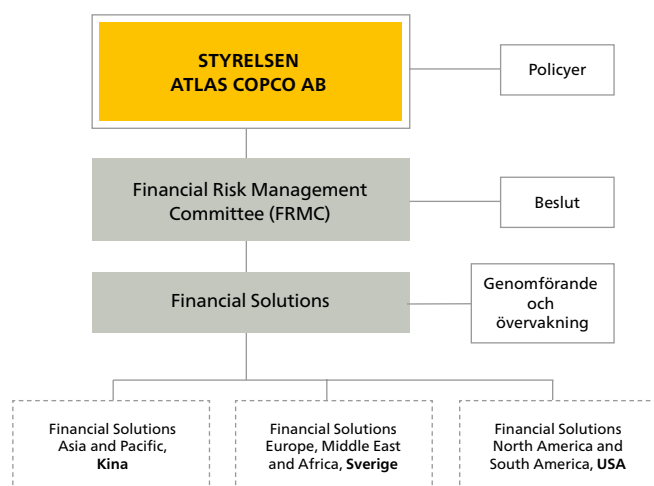 STYRELSEN
ATLAS COPCO AB
Policyer
Financial Risk Management
Committee (FRMC)
Beslut
Financial Solutions
Genomförande
och
övervakning
Financial Solutions
Asia and Pacific,
Kina
Financial Solutions
Europe, Middle East
and Africa, Sverige
Financial Solutions
North America and
South America, USA